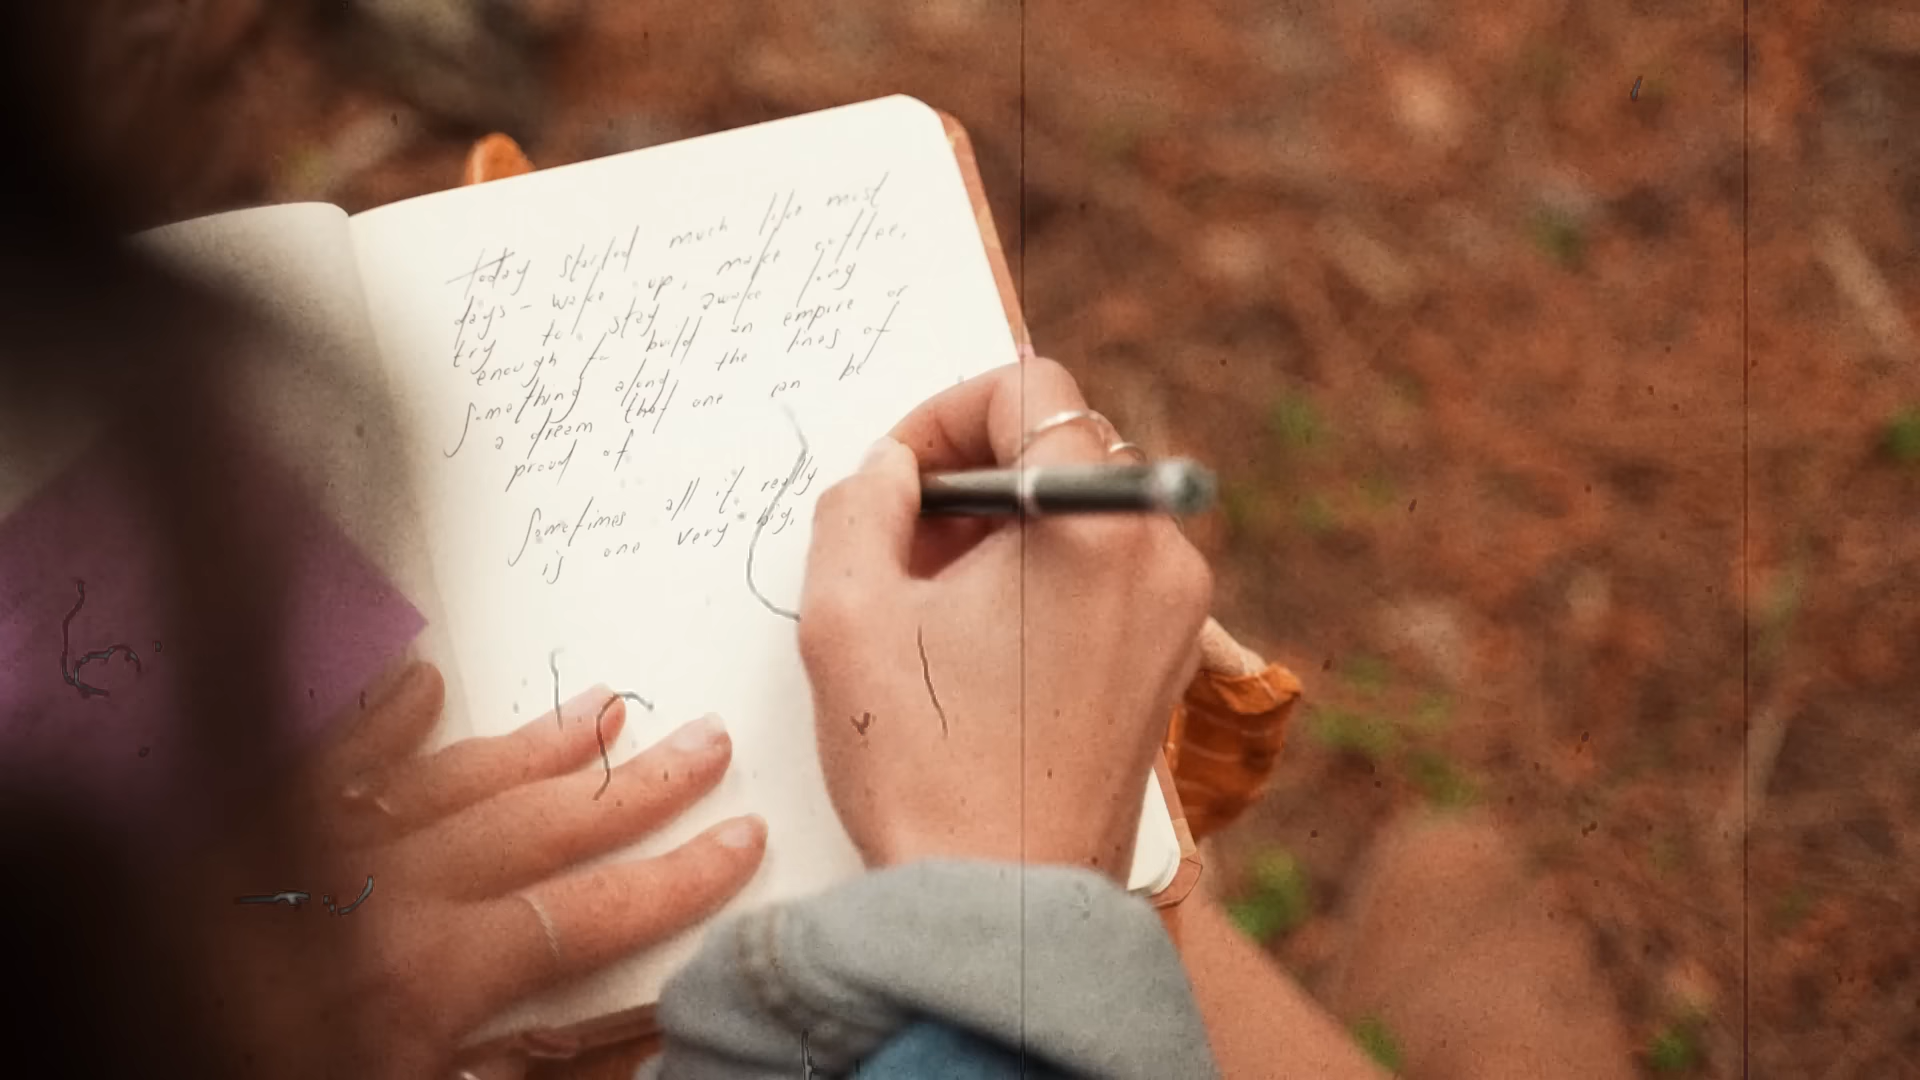 today started much like most
days - wake up, make coffee,
try to stay awake long
enough to build an empire or
something along the lines of
a dream that one can be
proud of
Sometimes all it really
is one very big,